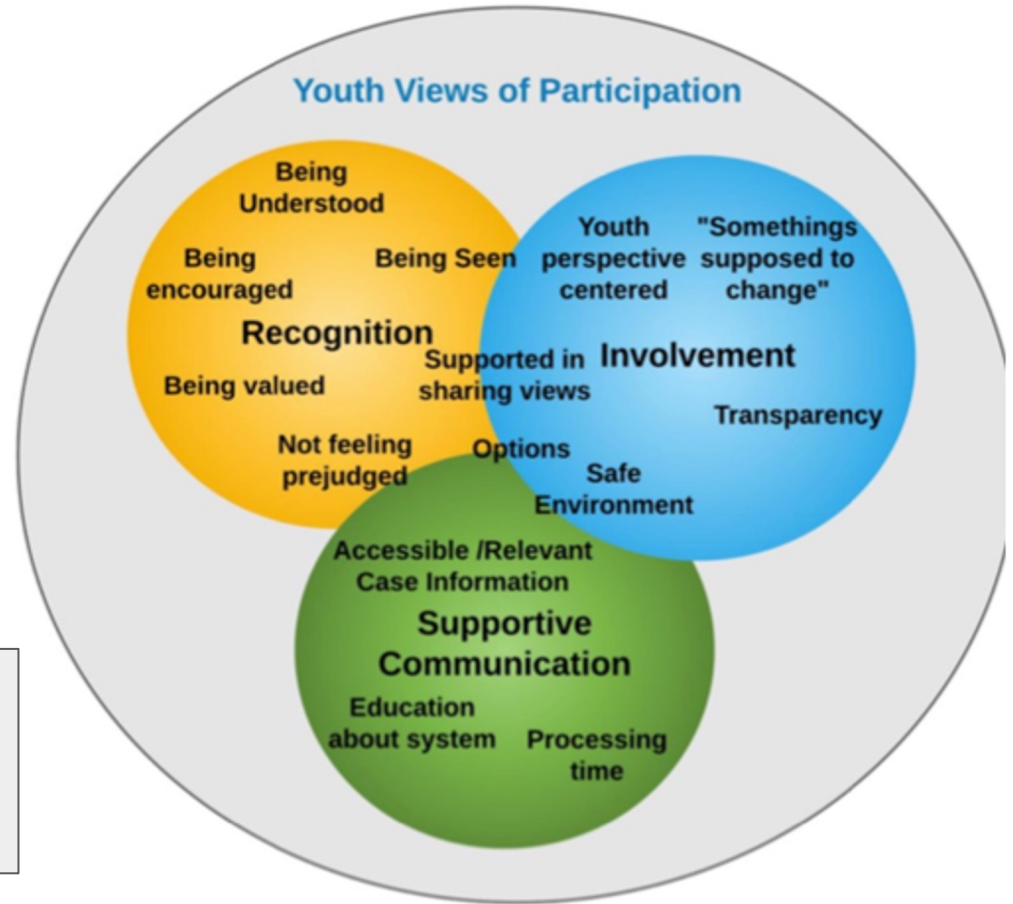 Youth Views of Participation
Being
Understood
Being
encouraged
Being Seen
Recognition
Being valued
Not feeling
prejudged
Supported in
sharing views
Options
Youth
perspective
centered
"Somethings
supposed to
change"
Involvement
Transparency
Safe
Environment
Accessible /Relevant
Case Information
Supportive
Communication
Education
about system
Processing
time